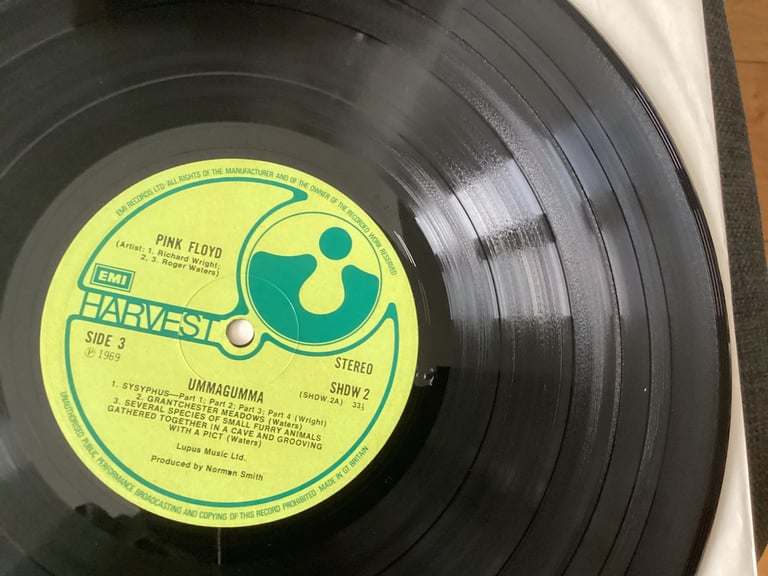 EMI RECORDS LTD· ALL RIGHTS OF THE MANUFACTURER AND OF THE OWNER OF THE RECORDED WORK RESERVED
PINK FLOYD
(Artist: 1. Richard Wright;
2, 3. Roger Waters)
EMI
HARVEST
SIDE 3
Ⓟ 1969
STEREO
UMMAGUMMA
SHDW 2
(SHDW.2A) 33⅓
1. SYSYPHUS—Part 1; Part 2; Part 3; Part 4 (Wright)
2. GRANTCHESTER MEADOWS (Waters)
3. SEVERAL SPECIES OF SMALL FURRY ANIMALS
GATHERED TOGETHER IN A CAVE AND GROOVING
WITH A PICT (Waters)
Lupus Music Ltd.
Produced by Norman Smith
UNAUTHORISED PUBLIC PERFORMANCE BROADCASTING AND COPYING OF THIS RECORD PROHIBITED· MADE IN GT BRITAIN